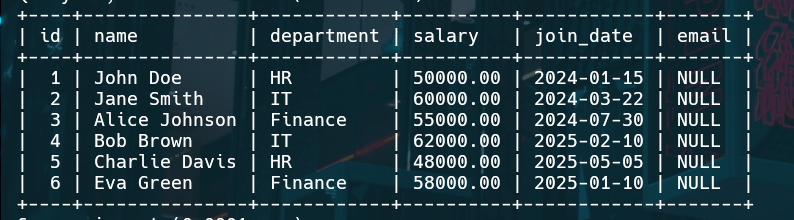 +----+---------------+------------+----------+------------+-------+
| id | name          | department | salary   | join_date  | email |
+----+---------------+------------+----------+------------+-------+
|  1 | John Doe      | HR         | 50000.00 | 2024-01-15 | NULL  |
|  2 | Jane Smith    | IT         | 60000.00 | 2024-03-22 | NULL  |
|  3 | Alice Johnson | Finance    | 55000.00 | 2024-07-30 | NULL  |
|  4 | Bob Brown     | IT         | 62000.00 | 2025-02-10 | NULL  |
|  5 | Charlie Davis | HR         | 48000.00 | 2025-05-05 | NULL  |
|  6 | Eva Green     | Finance    | 58000.00 | 2025-01-10 | NULL  |
+----+---------------+------------+----------+------------+-------+